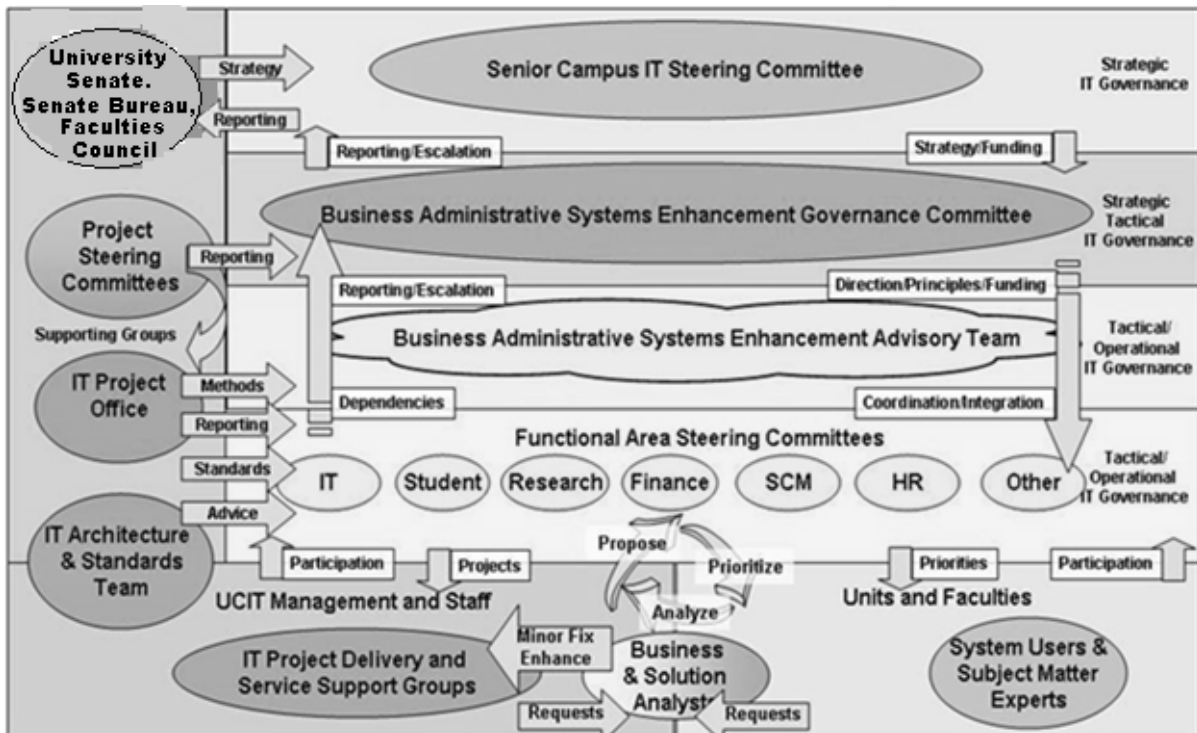 University
Senate.
Senate Bureau,
Faculties
Council
Strategy
Reporting
Senior Campus IT Steering Committee
Strategic
IT Governance
Reporting/Escalation
Strategy/Funding
Project
Steering
Committees
Reporting
Business Administrative Systems Enhancement Governance Committee
Strategic
Tactical
IT Governance
Reporting/Escalation
Direction/Principles/Funding
Supporting Groups
Business Administrative Systems Enhancement Advisory Team
Tactical/
Operational
IT Governance
IT Project
Office
Methods
Reporting
Dependencies
Coordination/Integration
Functional Area Steering Committees
Standards
Advice
IT
Student
Research
Finance
SCM
HR
Other
Tactical/
Operational
IT Governance
IT Architecture
& Standards
Team
Participation
Projects
Propose
Prioritize
Analyze
Priorities
Participation
UCIT Management and Staff
Units and Faculties
IT Project Delivery and
Service Support Groups
Minor Fix
Enhance
Business
& Solution
Analysts
Requests
Requests
System Users &
Subject Matter
Experts